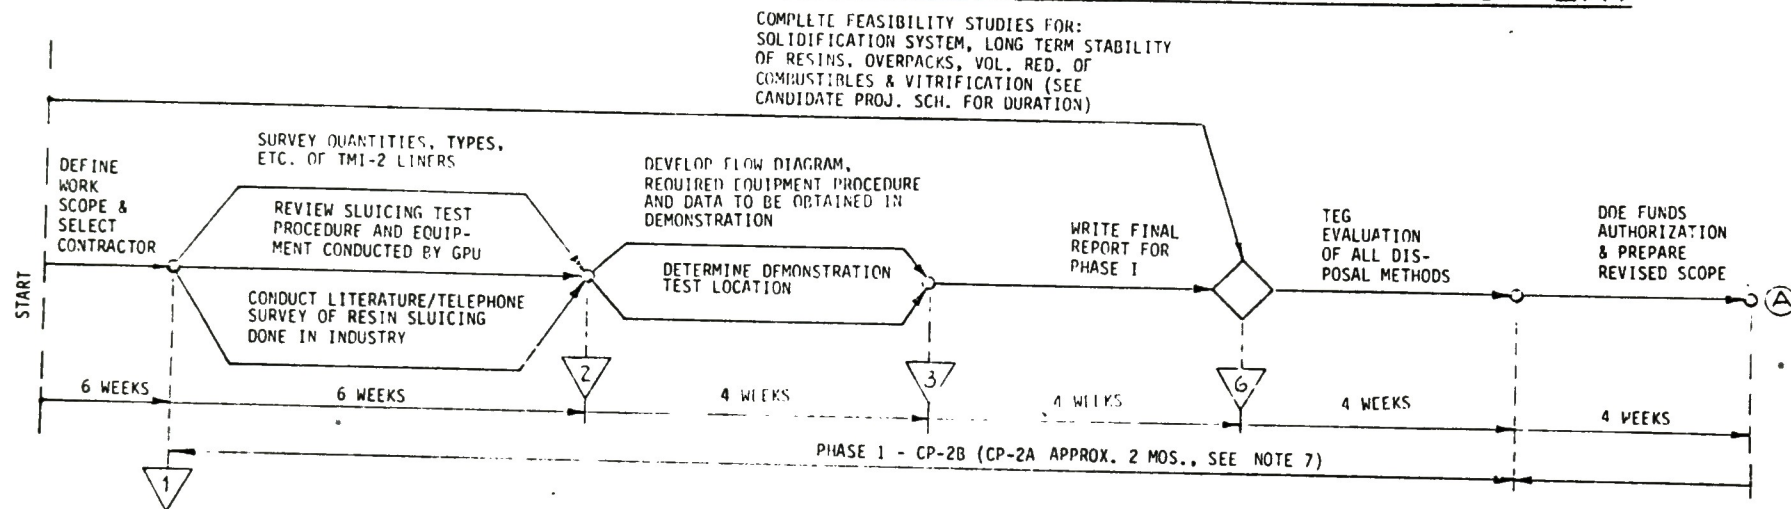 COMPLETE FEASIBILITY STUDIES FOR:
SOLIDIFICATION SYSTEM, LONG TERM STABILITY
OF RESINS, OVERPACKS, VOL. RED. OF
COMBUSTIBLES & VITRIFICATION (SEE
CANDIDATE PROJ. SCH. FOR DURATION)
START
DEFINE
WORK
SCOPE &
SELECT
CONTRACTOR
SURVEY QUANTITIES, TYPES,
ETC. OF TMI-2 LINERS
REVIEW SLUICING TEST
PROCEDURE AND EQUIP-
MENT CONDUCTED BY GPU
CONDUCT LITERATURE/TELEPHONE
SURVEY OF RESIN SLUICING
DONE IN INDUSTRY
DEVELOP FLOW DIAGRAM,
REQUIRED EQUIPMENT PROCEDURE
AND DATA TO BE OBTAINED IN
DEMONSTRATION
DETERMINE DEMONSTRATION
TEST LOCATION
WRITE FINAL
REPORT FOR
PHASE I
TEG
EVALUATION
OF ALL DIS-
POSAL METHODS
DOE FUNDS
AUTHORIZATION
& PREPARE
REVISED SCOPE
A
2
3
6
6 WEEKS
6 WEEKS
4 WEEKS
4 WEEKS
4 WEEKS
4 WEEKS
PHASE 1 - CP-2B (CP-2A APPROX. 2 MOS., SEE NOTE 7)
1